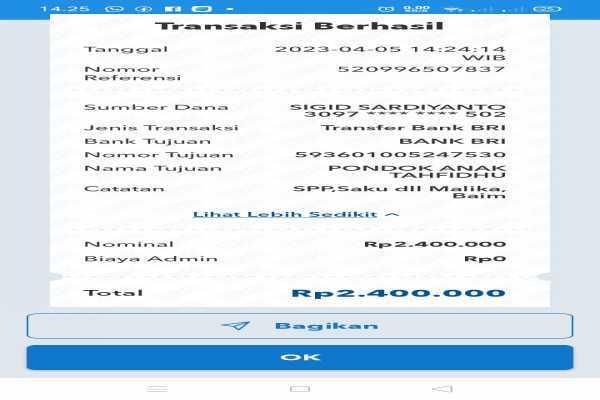 14.25
Transaksi Berhasil
Tanggal 2023-04-05 14:24:14
WIB
Nomor 520996507837
Referensi
Sumber Dana SIGID SARDIYANTO
3097 **** **** 502
Jenis Transaksi Transfer Bank BRI
Bank Tujuan BANK BRI
Nomor Tujuan 593601005247530
Nama Tujuan PONDOK ANAK
TAHFIDHU
Catatan SPP,Saku dll Malika,
Baim
Lihat Lebih Sedikit
Nominal Rp2.400.000
Biaya Admin Rp0
Total Rp2.400.000
Bagikan
OK